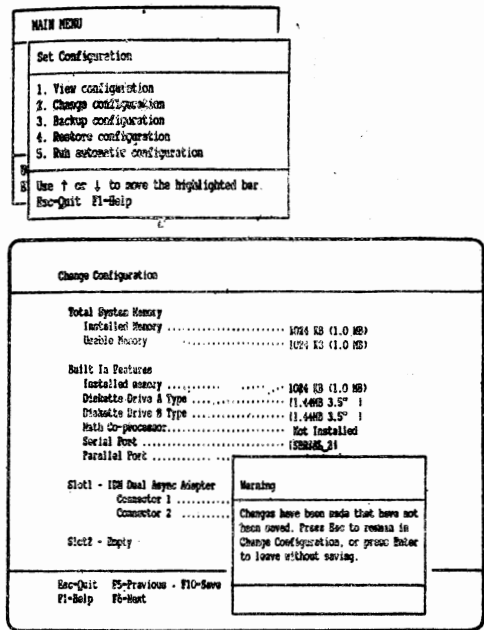 MAIN MENU
Set Configuration
1. View configuration
2. Change configuration
3. Backup configuration
4. Restore configuration
5. Run automatic configuration
Use ↑ or ↓ to move the highlighted bar.
Esc-Quit F1-Help
Change Configuration
Total System Memory
Installed Memory ........................ 1024 KB (1.0 MB)
Usable Memory ........................ 1024 KB (1.0 MB)
Built In Features
Installed memory ........................ 1024 KB (1.0 MB)
Diskette Drive A Type ................... [1.44MB 3.5" ]
Diskette Drive B Type ................... [1.44MB 3.5" ]
Math Co-processor........................ Not Installed
Serial Port ............................. [SERIAL_2]
Parallel Port ...............
Slot1 - IBM Dual Async Adapter
Connector 1 ..........
Connector 2 ..........
Slot2 - Empty
Warning
Changes have been made that have not
been saved. Press Esc to remain in
Change Configuration, or press Enter
to leave without saving.
Esc-Quit F5-Previous F10-Save
F1-Help F6-Next